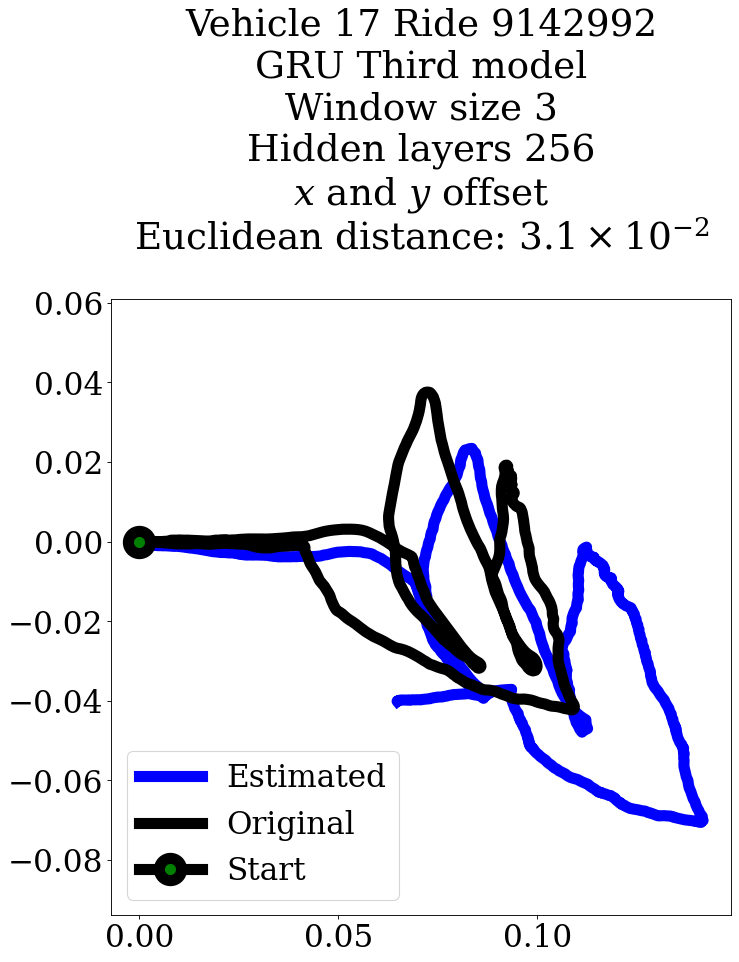 Vehicle 17 Ride 9142992
GRU Third model
Window size 3
Hidden layers 256
x and y offset
Euclidean distance: 3.1 × 10⁻²
0.06
0.04
0.02
0.00
−0.02
−0.04
−0.06
−0.08
Estimated
Original
Start
0.00 0.05 0.10